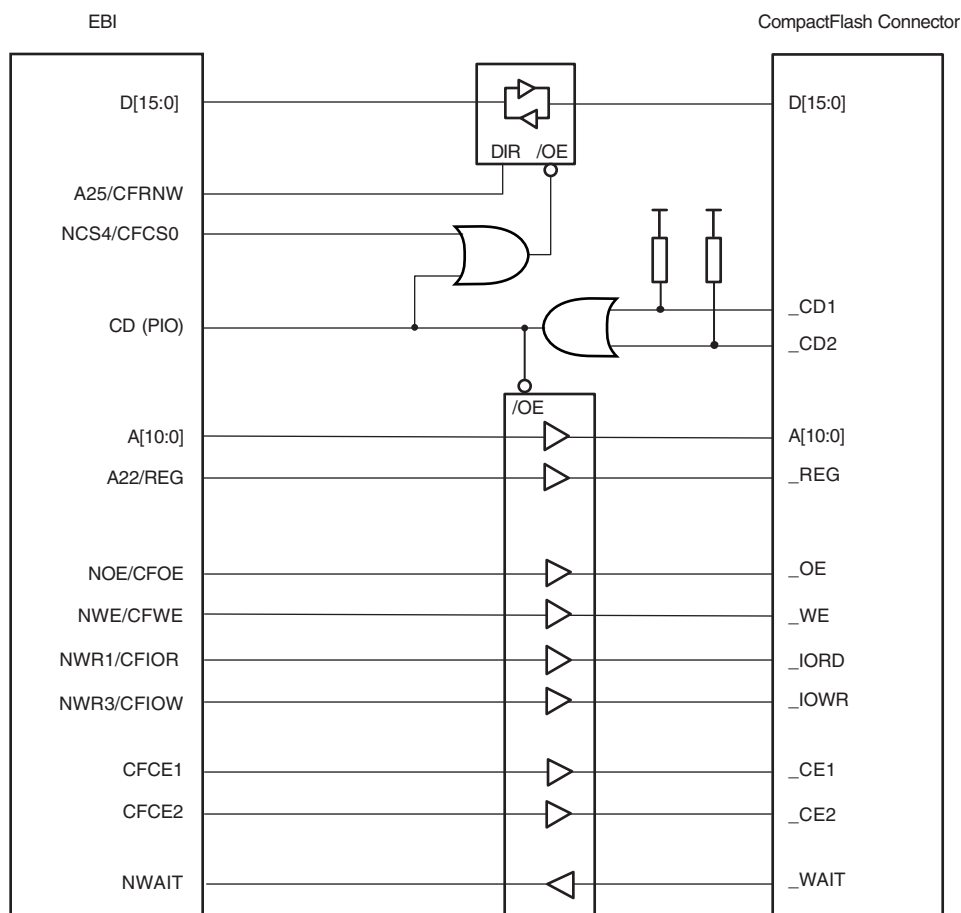 EBI CompactFlash Connector
D[15:0] D[15:0]
DIR /OE
A25/CFRNW
NCS4/CFCS0
_CD1
CD (PIO)
_CD2
/OE
A[10:0] A[10:0]
A22/REG _REG
NOE/CFOE _OE
NWE/CFWE _WE
NWR1/CFIOR _IORD
NWR3/CFIOW _IOWR
CFCE1 _CE1
CFCE2 _CE2
NWAIT _WAIT